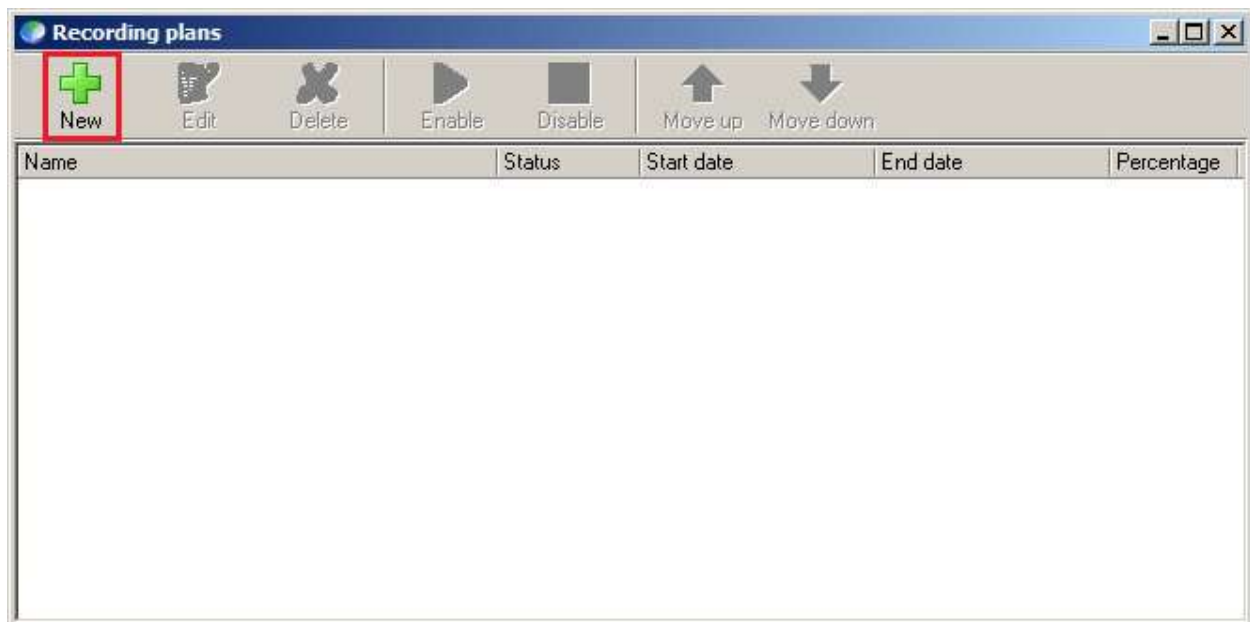 Recording plans
New Edit Delete Enable Disable Move up Move down
Name Status Start date End date Percentage